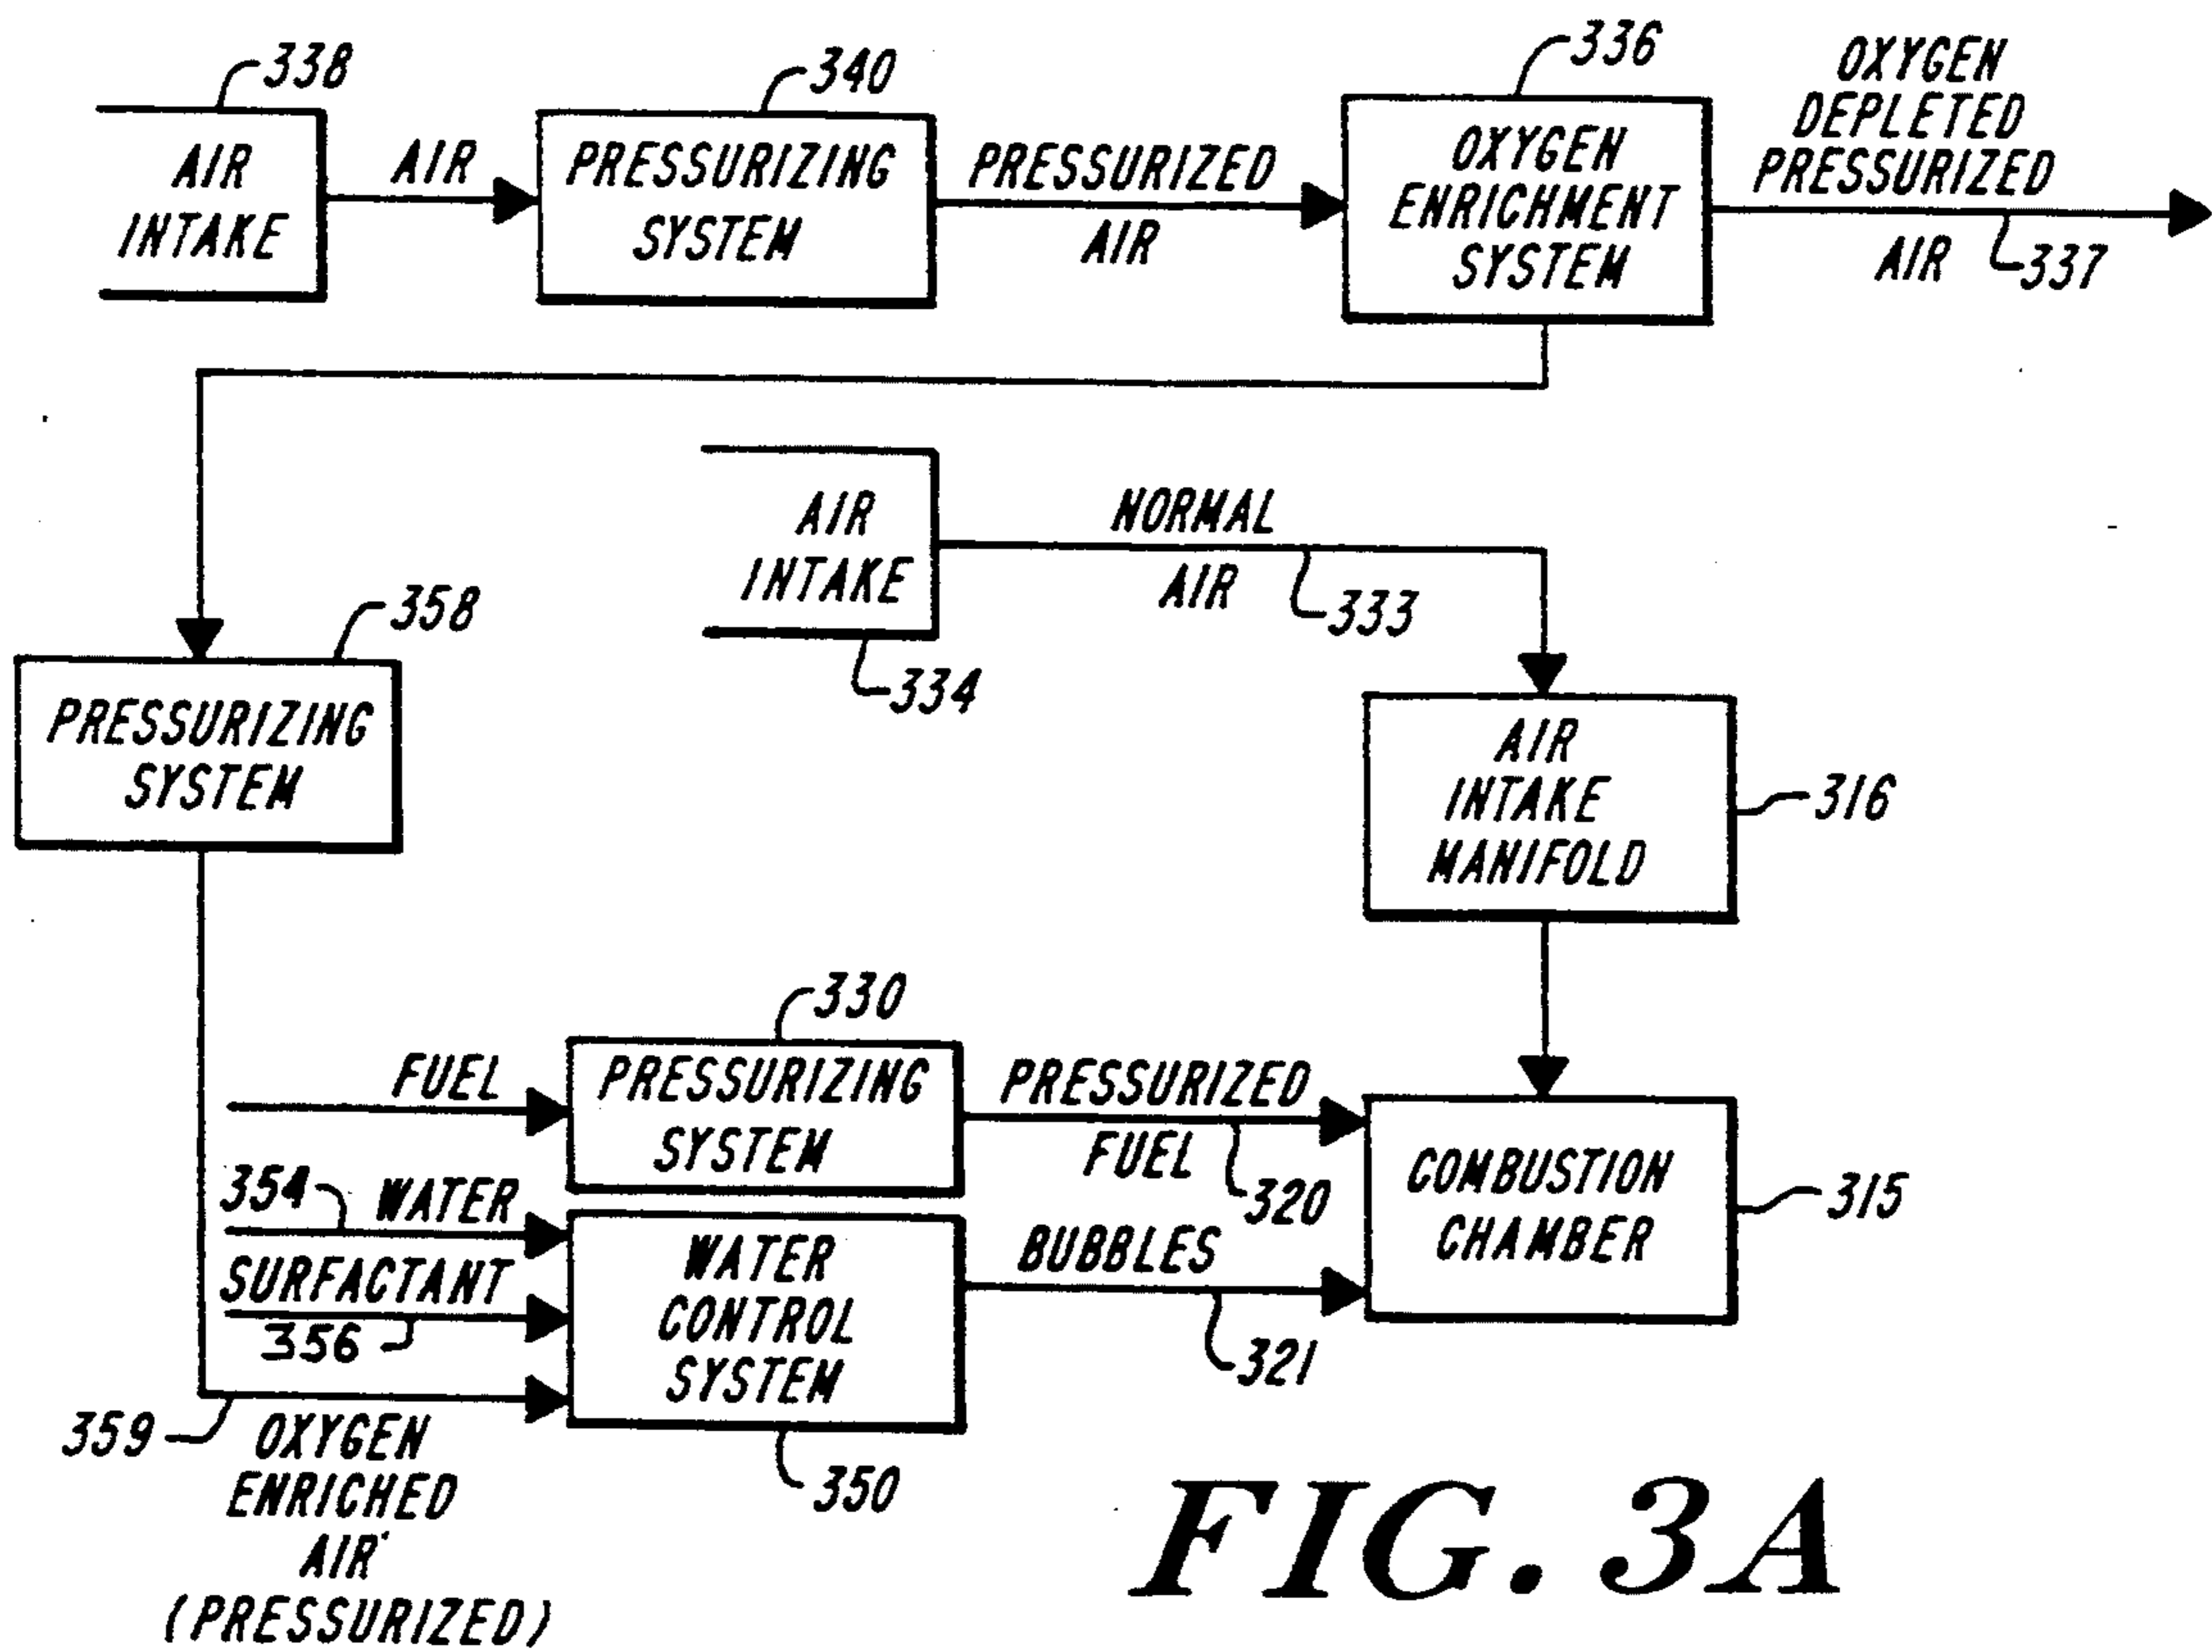 338
AIR
INTAKE
AIR
340
PRESSURIZING
SYSTEM
PRESSURIZED
AIR
336
OXYGEN
ENRICHMENT
SYSTEM
OXYGEN
DEPLETED
PRESSURIZED
AIR
337
AIR
INTAKE
334
NORMAL
AIR
333
358
PRESSURIZING
SYSTEM
AIR
INTAKE
MANIFOLD
316
FUEL
330
PRESSURIZING
SYSTEM
PRESSURIZED
FUEL
320
354
WATER
SURFACTANT
356
359
OXYGEN
ENRICHED
AIR
(PRESSURIZED)
WATER
CONTROL
SYSTEM
350
BUBBLES
321
COMBUSTION
CHAMBER
315
FIG. 3A